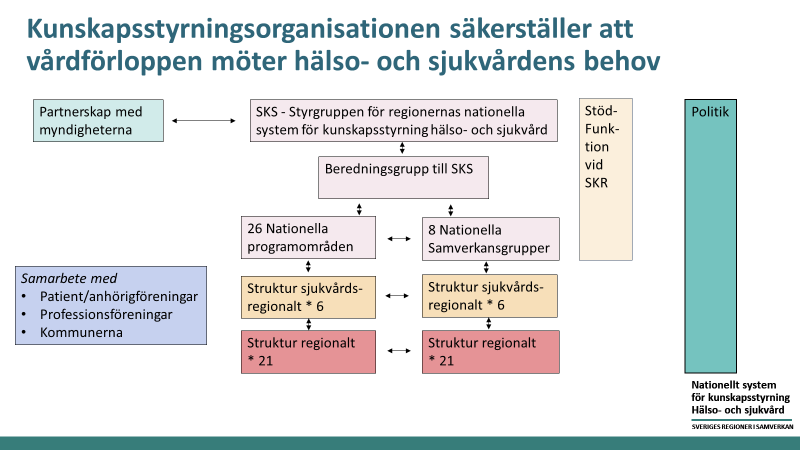 Kunskapsstyrningsorganisationen säkerställer att
vårdförloppen möter hälso- och sjukvårdens behov
Partnerskap med
myndigheterna
SKS - Styrgruppen för regionernas nationella
system för kunskapsstyrning hälso- och sjukvård
Stöd-
Funk-
tion
vid
SKR
Politik
Beredningsgrupp till SKS
26 Nationella
programområden
8 Nationella
Samverkansgrupper
Samarbete med
• Patient/anhörigföreningar
• Professionsföreningar
• Kommunerna
Struktur sjukvårds-
regionalt * 6
Struktur sjukvårds-
regionalt * 6
Struktur regionalt
* 21
Struktur regionalt
* 21
Nationellt system
för kunskapsstyrning
Hälso- och sjukvård
SVERIGES REGIONER I SAMVERKAN